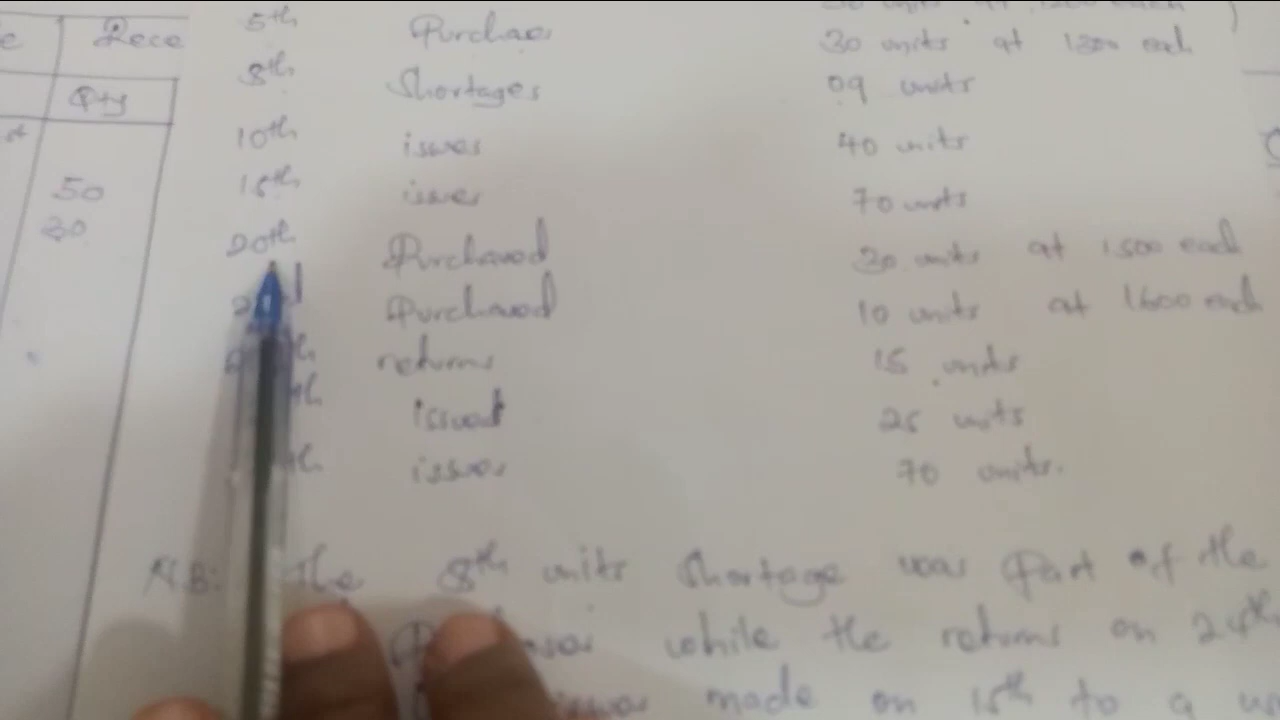 Rece
Qty
50
30
5th Purchaes
30 units at 1300 each
8th Shortages 09 units
10th issues 40 units
15th issues 70 units
20th Purchased 30 units at 1500 each
Purchased 10 units at 1600 each
returns 15 units
issued 25 units
issues 70 units.
N.B: The 8th units Shortage was Part of the
while the returns on 24th
made on 15th to a